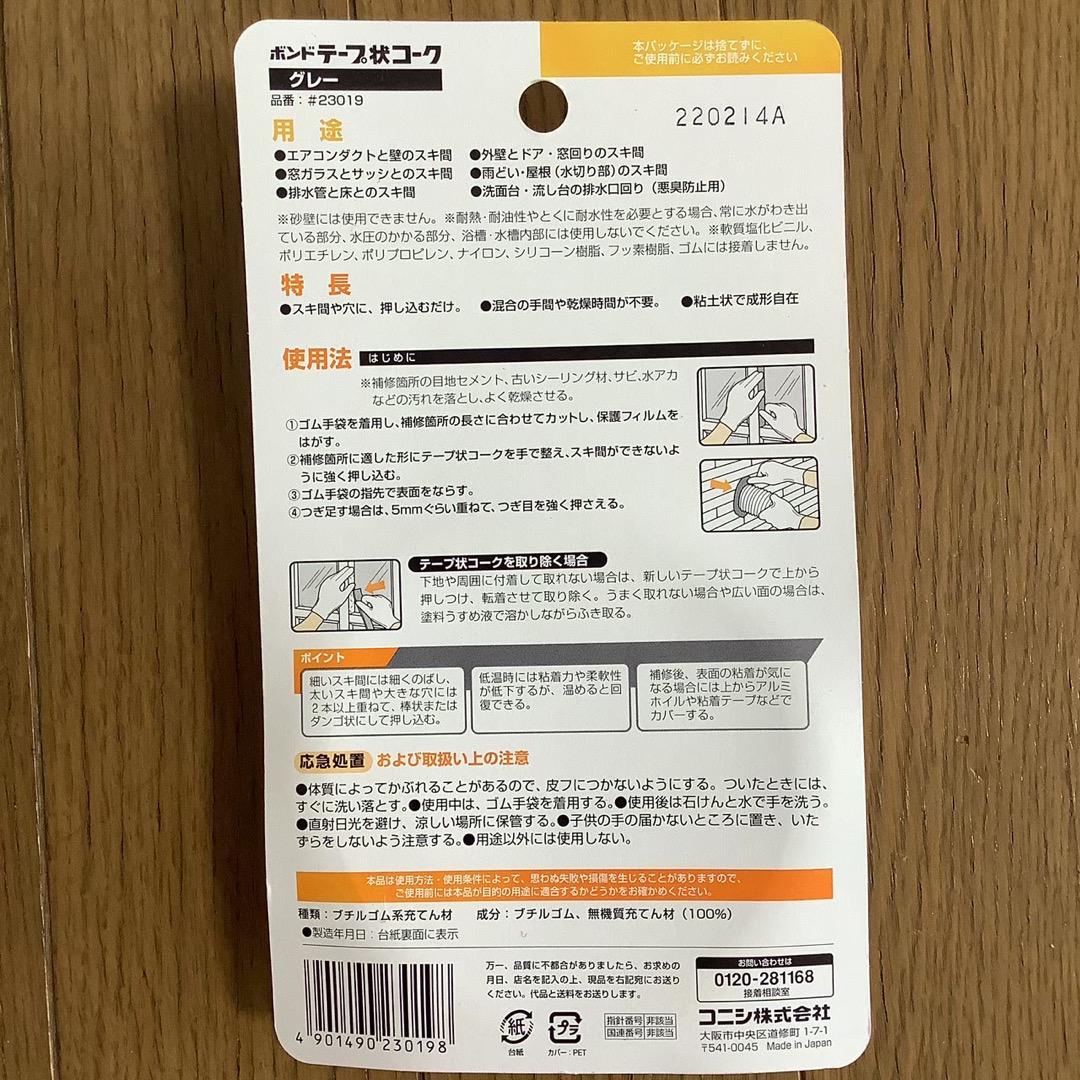 ボンドテープ状コーク
グレー
品番：#23019
本パッケージは捨てずに、
ご使用前に必ずお読みください
220214A
用 途
●エアコンダクトと壁のスキ間
●窓ガラスとサッシとのスキ間
●排水管と床とのスキ間
●外壁とドア・窓回りのスキ間
●雨どい・屋根（水切り部）のスキ間
●洗面台・流し台の排水口回り（悪臭防止用）
※砂壁には使用できません。※耐熱・耐油性やとくに耐水性を必要とする場合、常に水がわき出
ている部分、水圧のかかる部分、浴槽・水槽内部には使用しないでください。※軟質塩化ビニル、
ポリエチレン、ポリプロピレン、ナイロン、シリコーン樹脂、フッ素樹脂、ゴムには接着しません。
特 長
●スキ間や穴に、押し込むだけ。 ●混合の手間や乾燥時間が不要。 ●粘土状で成形自在
使用法 はじめに
※補修箇所の目地セメント、古いシーリング材、サビ、水アカ
などの汚れを落とし、よく乾燥させる。
①ゴム手袋を着用し、補修箇所の長さに合わせてカットし、保護フィルムを
はがす。
②補修箇所に適した形にテープ状コークを手で整え、スキ間ができないよ
うに強く押し込む。
③ゴム手袋の指先で表面をならす。
④つぎ足す場合は、5mmぐらい重ねて、つぎ目を強く押さえる。
テープ状コークを取り除く場合
下地や周囲に付着して取れない場合は、新しいテープ状コークで上から
押しつけ、転着させて取り除く。うまく取れない場合や広い面の場合は、
塗料うすめ液で溶かしながらふき取る。
ポイント
細いスキ間には細くのばし、
太いスキ間や大きな穴には
2本以上重ねて、棒状または
ダンゴ状にして押し込む。
低温時には粘着力や柔軟性
が低下するが、温めると回
復できる。
補修後、表面の粘着が気に
なる場合には上からアルミ
ホイルや粘着テープなどで
カバーする。
応急処置 および取扱い上の注意
●体質によってかぶれることがあるので、皮フにつかないようにする。ついたときには、
すぐに洗い落とす。●使用中は、ゴム手袋を着用する。●使用後は石けんと水で手を洗う。
●直射日光を避け、涼しい場所に保管する。●子供の手の届かないところに置き、いた
ずらをしないよう注意する。●用途以外には使用しない。
本品は使用方法・使用条件によって、思わぬ失敗や損傷を生じることがありますので、
ご使用前には本品が目的の用途に適合するかどうかをお確かめください。
種類：ブチルゴム系充てん材 成分：ブチルゴム、無機質充てん材（100%）
●製造年月日：台紙裏面に表示
4 901490 230198
万一、品質に不都合がありましたら、お求めの
月日、店名を記入の上、現品を右記宛にお送り
ください。代品と送料をお送りします。
紙
台紙
プラ
カバー：PET
指針番号 非該当
国連番号 非該当
お問い合わせは
0120-281168
接着相談室
コニシ株式会社
大阪市中央区道修町 1-7-1
〒541-0045 Made in Japan